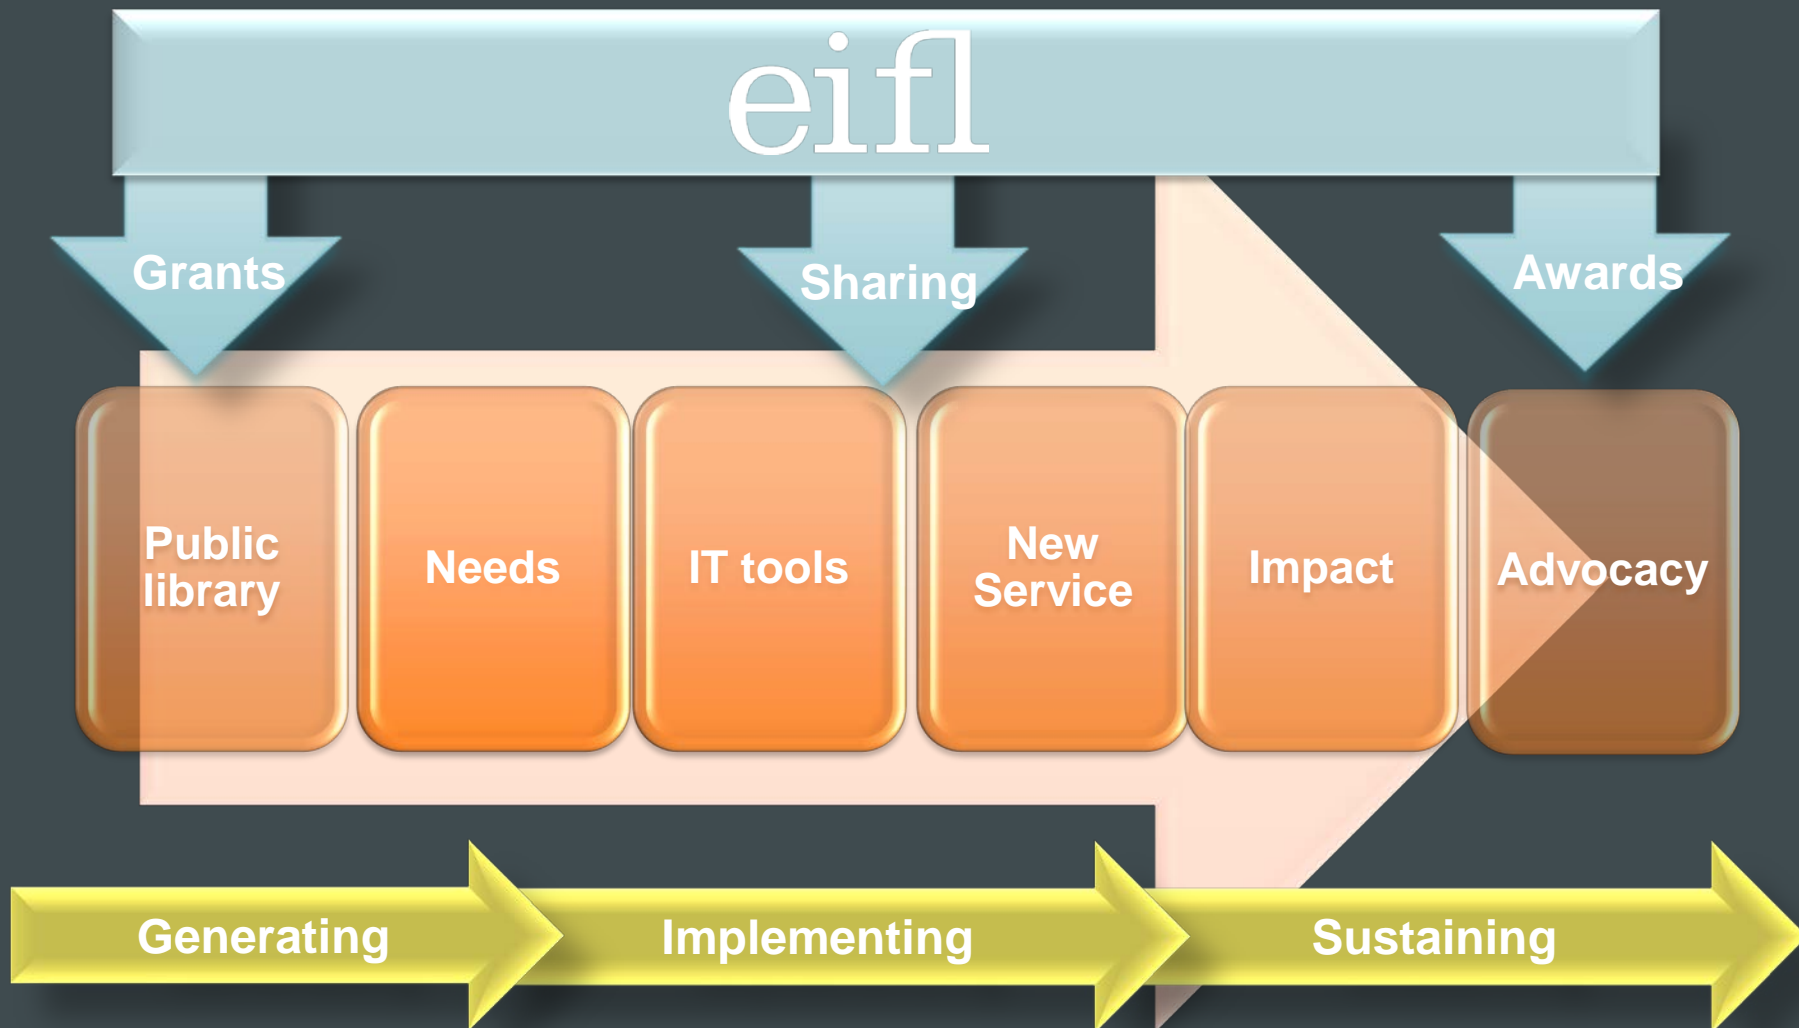 eifl
Grants
Sharing
Awards
Public
library
Needs
IT tools
New
Service
Impact
Advocacy
Generating
Implementing
Sustaining